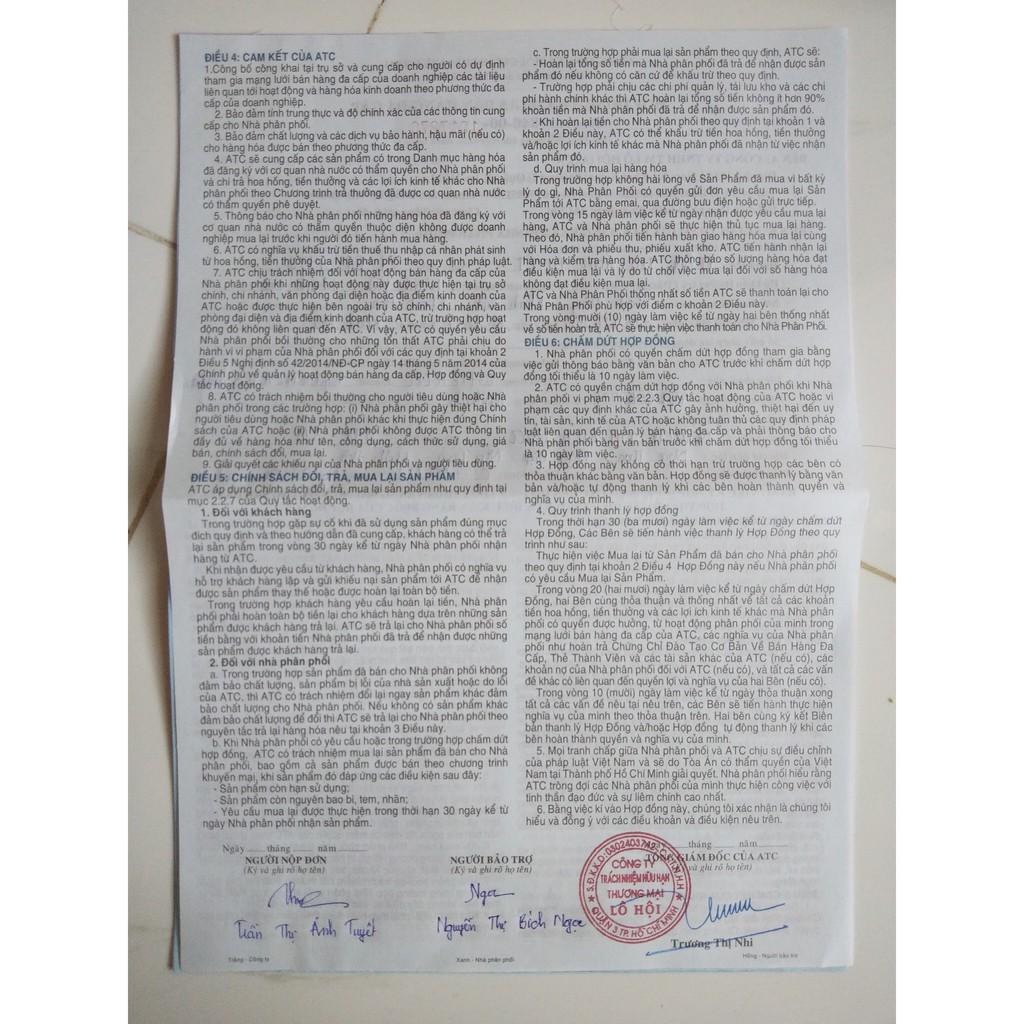 ĐIỀU 4: CAM KẾT CỦA ATC
1.Công bố công khai tại trụ sở và cung cấp cho người có dự định
tham gia mạng lưới bán hàng đa cấp của doanh nghiệp các tài liệu
liên quan tới hoạt động và hàng hóa kinh doanh theo phương thức đa
cấp của doanh nghiệp.
2. Bảo đảm tính trung thực và độ chính xác của các thông tin cung
cấp cho Nhà phân phối.
3. Bảo đảm chất lượng và các dịch vụ bảo hành, hậu mãi (nếu có)
cho hàng hóa được bán theo phương thức đa cấp.
4. ATC sẽ cung cấp các sản phẩm có trong Danh mục hàng hóa
đã đăng ký với cơ quan nhà nước có thẩm quyền cho Nhà phân phối
và chi trả hoa hồng, tiền thưởng và các lợi ích kinh tế khác cho Nhà
phân phối theo Chương trình trả thưởng đã được cơ quan nhà nước
có thẩm quyền phê duyệt.
5. Thông báo cho Nhà phân phối những hàng hóa đã đăng ký với
cơ quan nhà nước có thẩm quyền thuộc diện không được doanh
nghiệp mua lại trước khi người đó tiến hành mua hàng.
6. ATC có nghĩa vụ khấu trừ tiền thuế thu nhập cá nhân phát sinh
từ hoa hồng, tiền thưởng của Nhà phân phối theo quy định pháp luật.
7. ATC chịu trách nhiệm đối với hoạt động bán hàng đa cấp của
Nhà phân phối khi những hoạt động này được thực hiện tại trụ sở
chính, chi nhánh, văn phòng đại diện hoặc địa điểm kinh doanh của
ATC hoặc được thực hiện bên ngoài trụ sở chính, chi nhánh, văn
phòng đại diện và địa điểm kinh doanh của ATC, trừ trường hợp hoạt
động đó không liên quan đến ATC. Vì vậy, ATC có quyền yêu cầu
Nhà phân phối bồi thường cho những tổn thất ATC phải chịu do
hành vi vi phạm của Nhà phân phối đối với các quy định tại khoản 2
Điều 5 Nghị định số 42/2014/NĐ-CP ngày 14 tháng 5 năm 2014 của
Chính phủ về quản lý hoạt động bán hàng đa cấp, Hợp đồng và Quy
tắc hoạt động.
8. ATC có trách nhiệm bồi thường cho người tiêu dùng hoặc Nhà
phân phối trong các trường hợp: (i) Nhà phân phối gây thiệt hại cho
người tiêu dùng hoặc Nhà phân phối khác khi thực hiện đúng Chính
sách của ATC hoặc (ii) Nhà phân phối không được ATC thông tin
đầy đủ về hàng hóa như tên, công dụng, cách thức sử dụng, giá
bán, chính sách đổi, mua lại.
9. Giải quyết các khiếu nại của Nhà phân phối và người tiêu dùng.
ĐIỀU 5: CHÍNH SÁCH ĐỔI, TRẢ, MUA LẠI SẢN PHẨM
ATC áp dụng Chính sách đổi, trả, mua lại sản phẩm như quy định tại
mục 2.2.7 của Quy tắc hoạt động.
1. Đối với khách hàng
Trong trường hợp gặp sự cố khi đã sử dụng sản phẩm đúng mục
đích quy định và theo hướng dẫn đã cung cấp, khách hàng có thể trả
lại sản phẩm trong vòng 30 ngày kể từ ngày Nhà phân phối nhận
hàng từ ATC.
Khi nhận được yêu cầu từ khách hàng, Nhà phân phối có nghĩa vụ
hỗ trợ khách hàng lập và gửi khiếu nại sản phẩm tới ATC để nhận
được sản phẩm thay thế hoặc được hoàn lại toàn bộ tiền.
Trong trường hợp khách hàng yêu cầu hoàn lại tiền, Nhà phân
phối phải hoàn toàn bộ tiền lại cho khách hàng dựa trên những sản
phẩm được khách hàng trả lại. ATC sẽ trả lại cho Nhà phân phối số
tiền bằng với khoản tiền Nhà phân phối đã trả để nhận được những
sản phẩm được khách hàng trả lại.
2. Đối với nhà phân phối
a. Trong trường hợp sản phẩm đã bán cho Nhà phân phối không
đảm bảo chất lượng, sản phẩm bị lỗi của nhà sản xuất hoặc do lỗi
của ATC, thì ATC có trách nhiệm đổi lại ngay sản phẩm khác đảm
bảo chất lượng cho Nhà phân phối. Nếu không có sản phẩm khác
đảm bảo chất lượng để đổi thì ATC sẽ trả lại cho Nhà phân phối theo
nguyên tắc trả lại hàng hóa nêu tại khoản 3 Điều này.
b. Khi Nhà phân phối có yêu cầu hoặc trong trường hợp chấm dứt
hợp đồng, ATC có trách nhiệm mua lại sản phẩm đã bán cho Nhà
phân phối, bao gồm cả sản phẩm được bán theo chương trình
khuyến mại, khi sản phẩm đó đáp ứng các điều kiện sau đây:
- Sản phẩm còn hạn sử dụng;
- Sản phẩm còn nguyên bao bì, tem, nhãn;
- Yêu cầu mua lại được thực hiện trong thời hạn 30 ngày kể từ
ngày Nhà phân phối nhận sản phẩm.
c. Trong trường hợp phải mua lại sản phẩm theo quy định, ATC sẽ:
- Hoàn lại tổng số tiền mà Nhà phân phối đã trả để nhận được sản
phẩm đó nếu không có căn cứ để khấu trừ theo quy định.
- Trường hợp phải chịu các chi phí quản lý, tái lưu kho và các chi
phí hành chính khác thì ATC hoàn lại tổng số tiền không ít hơn 90%
khoản tiền mà Nhà phân phối đã trả để nhận được sản phẩm đó.
- Khi hoàn lại tiền cho Nhà phân phối theo quy định tại khoản 1 và
khoản 2 Điều này, ATC có thể khấu trừ tiền hoa hồng, tiền thưởng
và/hoặc lợi ích kinh tế khác mà Nhà phân phối đã nhận từ việc nhận
sản phẩm đó.
d. Quy trình mua lại hàng hóa
Trong trường hợp không hài lòng về Sản Phẩm đã mua vì bất kỳ
lý do gì, Nhà Phân Phối có quyền gửi đơn yêu cầu mua lại Sản
Phẩm tới ATC bằng emai, qua đường bưu điện hoặc gửi trực tiếp.
Trong vòng 15 ngày làm việc kể từ ngày nhận được yêu cầu mua lại
hàng, ATC và Nhà Phân Phối sẽ thực hiện thủ tục mua lại hàng.
Theo đó, Nhà Phân phối tiến hành bàn giao hàng hóa mua lại cùng
với Hóa đơn và phiếu thu, phiếu xuất kho. ATC tiến hành nhận lại
hàng và kiểm tra hàng hóa. ATC thông báo số lượng hàng hóa đạt
điều kiện mua lại và lý do từ chối việc mua lại đối với số hàng hóa
không đạt điều kiện mua lại.
ATC và Nhà Phân Phối thống nhất số tiền ATC sẽ thanh toán lại cho
Nhà Phân Phối phù hợp với điểm c khoản 2 Điều này.
Trong vòng mười (10) ngày làm việc kể từ ngày hai bên thống nhất
về số tiền hoàn trả, ATC sẽ thực hiện việc thanh toán cho Nhà Phân Phối.
ĐIỀU 6: CHẤM DỨT HỢP ĐỒNG
1. Nhà phân phối có quyền chấm dứt hợp đồng tham gia bằng
việc gửi thông báo bằng văn bản cho ATC trước khi chấm dứt hợp
đồng tối thiểu là 10 ngày làm việc.
2. ATC có quyền chấm dứt hợp đồng với Nhà phân phối khi Nhà
phân phối vi phạm mục 2.2.3 Quy tắc hoạt động của ATC hoặc vi
phạm các quy định khác của ATC gây ảnh hưởng, thiệt hại đến uy
tín, tài sản, kinh tế của ATC hoặc không tuân thủ các quy định pháp
luật liên quan đến quản lý bán hàng đa cấp và phải thông báo cho
Nhà phân phối bằng văn bản trước khi chấm dứt hợp đồng tối thiểu
là 10 ngày làm việc.
3. Hợp đồng này không có thời hạn trừ trường hợp các bên có
thỏa thuận khác bằng văn bản. Hợp đồng sẽ được thanh lý bằng văn
bản và/hoặc tự động thanh lý khi các bên hoàn thành quyền và
nghĩa vụ của mình.
4. Quy trình thanh lý hợp đồng
Trong thời hạn 30 (ba mươi) ngày làm việc kể từ ngày chấm dứt
Hợp Đồng, Các Bên sẽ tiến hành việc thanh lý Hợp Đồng theo quy
trình như sau:
Thực hiện việc Mua lại từ Sản Phẩm đã bán cho Nhà phân phối
theo quy định tại khoản 2 Điều 4 Hợp Đồng này nếu Nhà phân phối
có yêu cầu Mua lại Sản Phẩm.
Trong vòng 20 (hai mươi) ngày làm việc kể từ ngày chấm dứt Hợp
Đồng, hai Bên cùng thỏa thuận và thống nhất về tất cả các khoản
tiền hoa hồng, tiền thưởng và các lợi ích kinh tế khác mà Nhà phân
phối có quyền được hưởng, từ hoạt động phân phối của mình trong
mạng lưới bán hàng đa cấp của ATC, các nghĩa vụ của Nhà phân
phối như hoàn trả Chứng Chỉ Đào Tạo Cơ Bản Về Bán Hàng Đa
Cấp, Thẻ Thành Viên và các tài sản khác của ATC (nếu có), các
khoản nợ của Nhà phân phối đối với ATC (nếu có), và tất cả các vấn
đề khác có liên quan đến quyền lợi và nghĩa vụ của hai Bên (nếu có).
Trong vòng 10 (mười) ngày làm việc kể từ ngày thỏa thuận xong
tất cả các vấn đề nêu tại nêu trên, các Bên sẽ tiến hành thực hiện
nghĩa vụ của mình theo thỏa thuận trên. Hai bên cùng ký kết Biên
bản thanh lý Hợp Đồng và/hoặc Hợp đồng tự động thanh lý khi các
bên hoàn thành quyền và nghĩa vụ của mình.
5. Mọi tranh chấp giữa Nhà phân phối và ATC chịu sự điều chỉnh
của pháp luật Việt Nam và sẽ do Tòa Án có thẩm quyền của Việt
Nam tại Thành phố Hồ Chí Minh giải quyết. Nhà phân phối hiểu rằng
ATC trông đợi các Nhà phân phối của mình thực hiện công việc với
tinh thần đạo đức và sự liêm chính cao nhất.
6. Bằng việc kí vào Hợp đồng này, chúng tôi xác nhận là chúng tôi
hiểu và đồng ý với các điều khoản và điều kiện nêu trên.
Ngày ..... tháng ..... năm .........
NGƯỜI NỘP ĐƠN
(Ký và ghi rõ họ tên)
Trần Thị Ánh Tuyết
NGƯỜI BẢO TRỢ
(Ký và ghi rõ họ tên)
Ngọc
Nguyễn Thị Bích Ngọc
tháng ..... năm .........
TỔNG GIÁM ĐỐC CỦA ATC
và ghi rõ họ tên)
CÔNG TY
TRÁCH NHIỆM HỮU HẠN
THƯƠNG MẠI
LÔ HỘI
QUẬN 3 TP. HỒ CHÍ MINH
Trương Thị Nhi
Trắng - Công ty
Xanh - Nhà phân phối
Hồng - Người bảo trợ